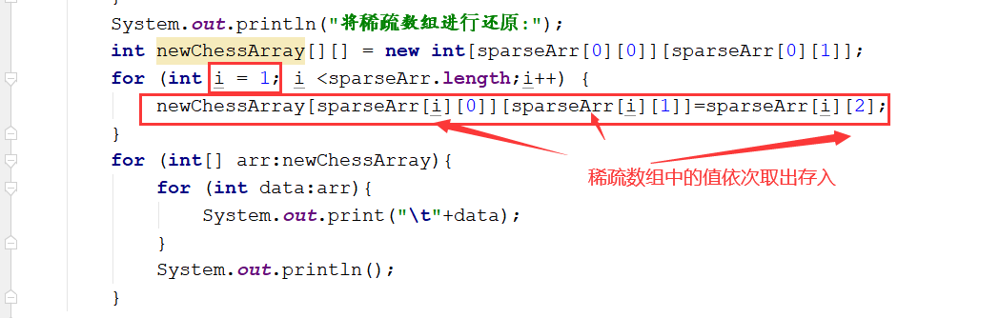 }
System.out.println("将稀疏数组进行还原:");
int newChessArray[][] = new int[sparseArr[0][0]][sparseArr[0][1]];
for (int i = 1; i <sparseArr.length;i++) {
newChessArray[sparseArr[i][0]][sparseArr[i][1]]=sparseArr[i][2];
}
for (int[] arr:newChessArray){
稀疏数组中的值依次取出存入
for (int data:arr){
System.out.print("\t"+data);
}
System.out.println();
}